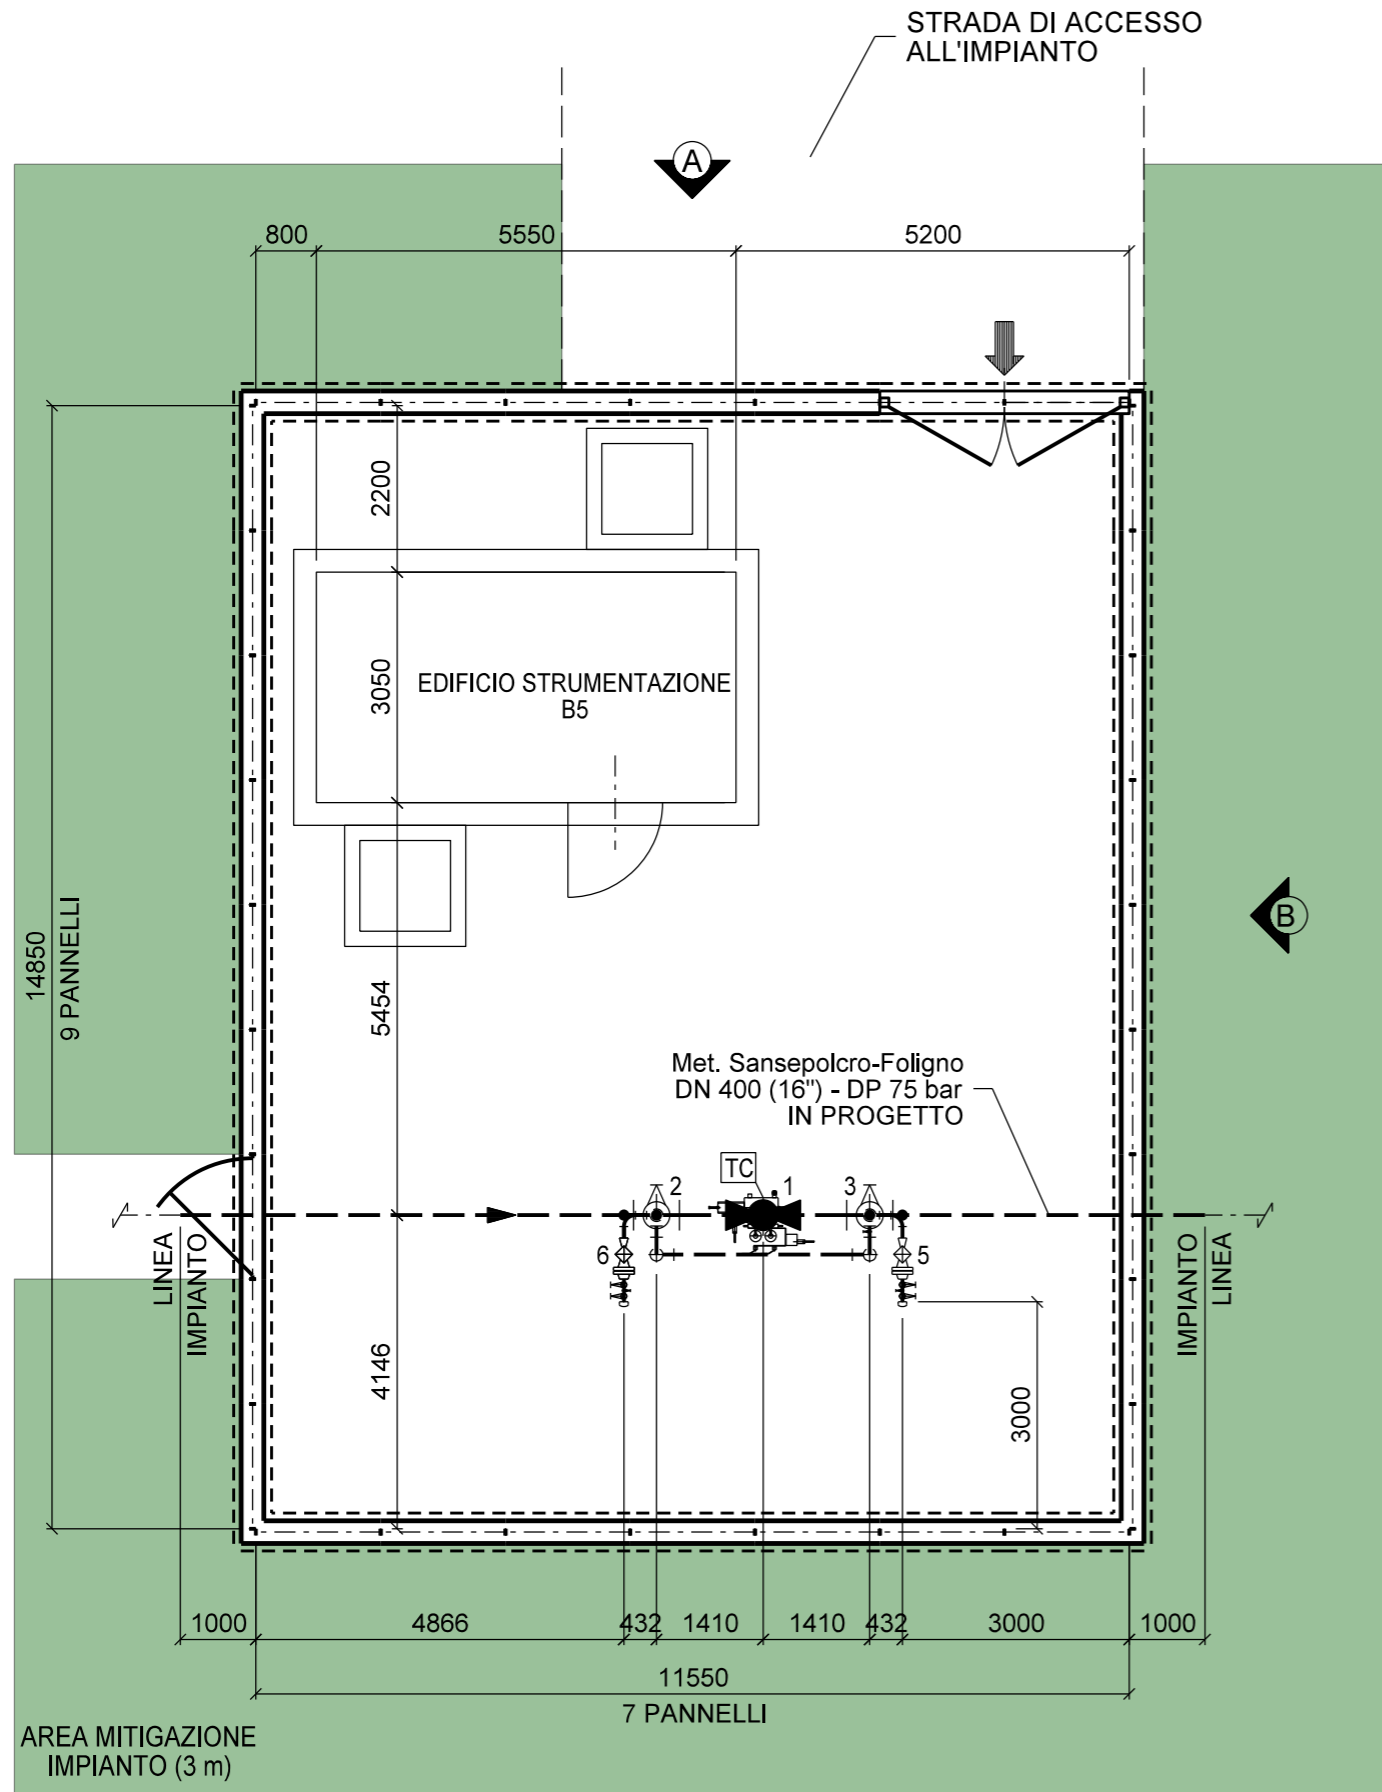 STRADA DI ACCESSO
ALL'IMPIANTO
A
800
5550
5200
2200
3050
EDIFICIO STRUMENTAZIONE
B5
14850
9 PANNELLI
B
5454
Met. Sansepolcro-Foligno
DN 400 (16") - DP 75 bar
IN PROGETTO
TC
2
1
3
6
5
LINEA
IMPIANTO
IMPIANTO
LINEA
4146
3000
1000
4866
432
1410
1410
432
3000
1000
11550
7 PANNELLI
AREA MITIGAZIONE
IMPIANTO (3 m)